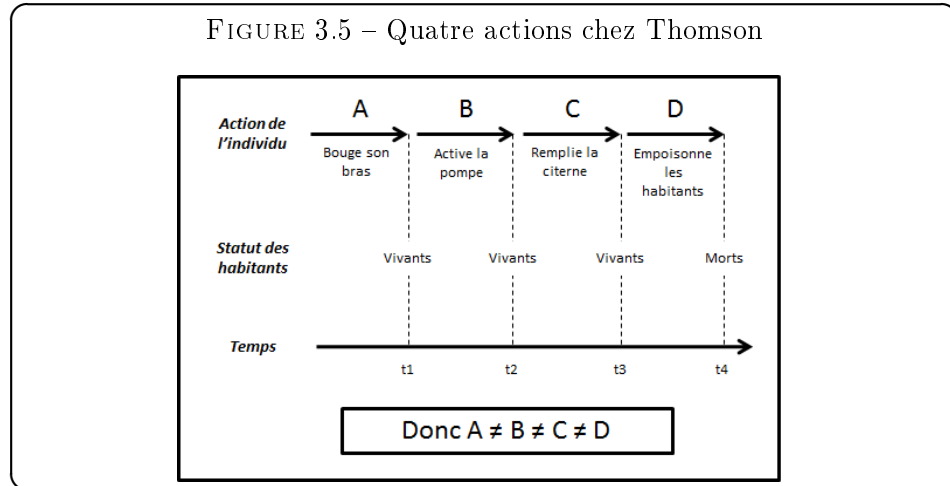 FIGURE 3.5 – Quatre actions chez Thomson
A B C D
Action de l'individu
Bouge son bras
Active la pompe
Remplie la citerne
Empoisonne les habitants
Statut des habitants
Vivants Vivants Vivants Morts
Temps
t1 t2 t3 t4
Donc A ≠ B ≠ C ≠ D